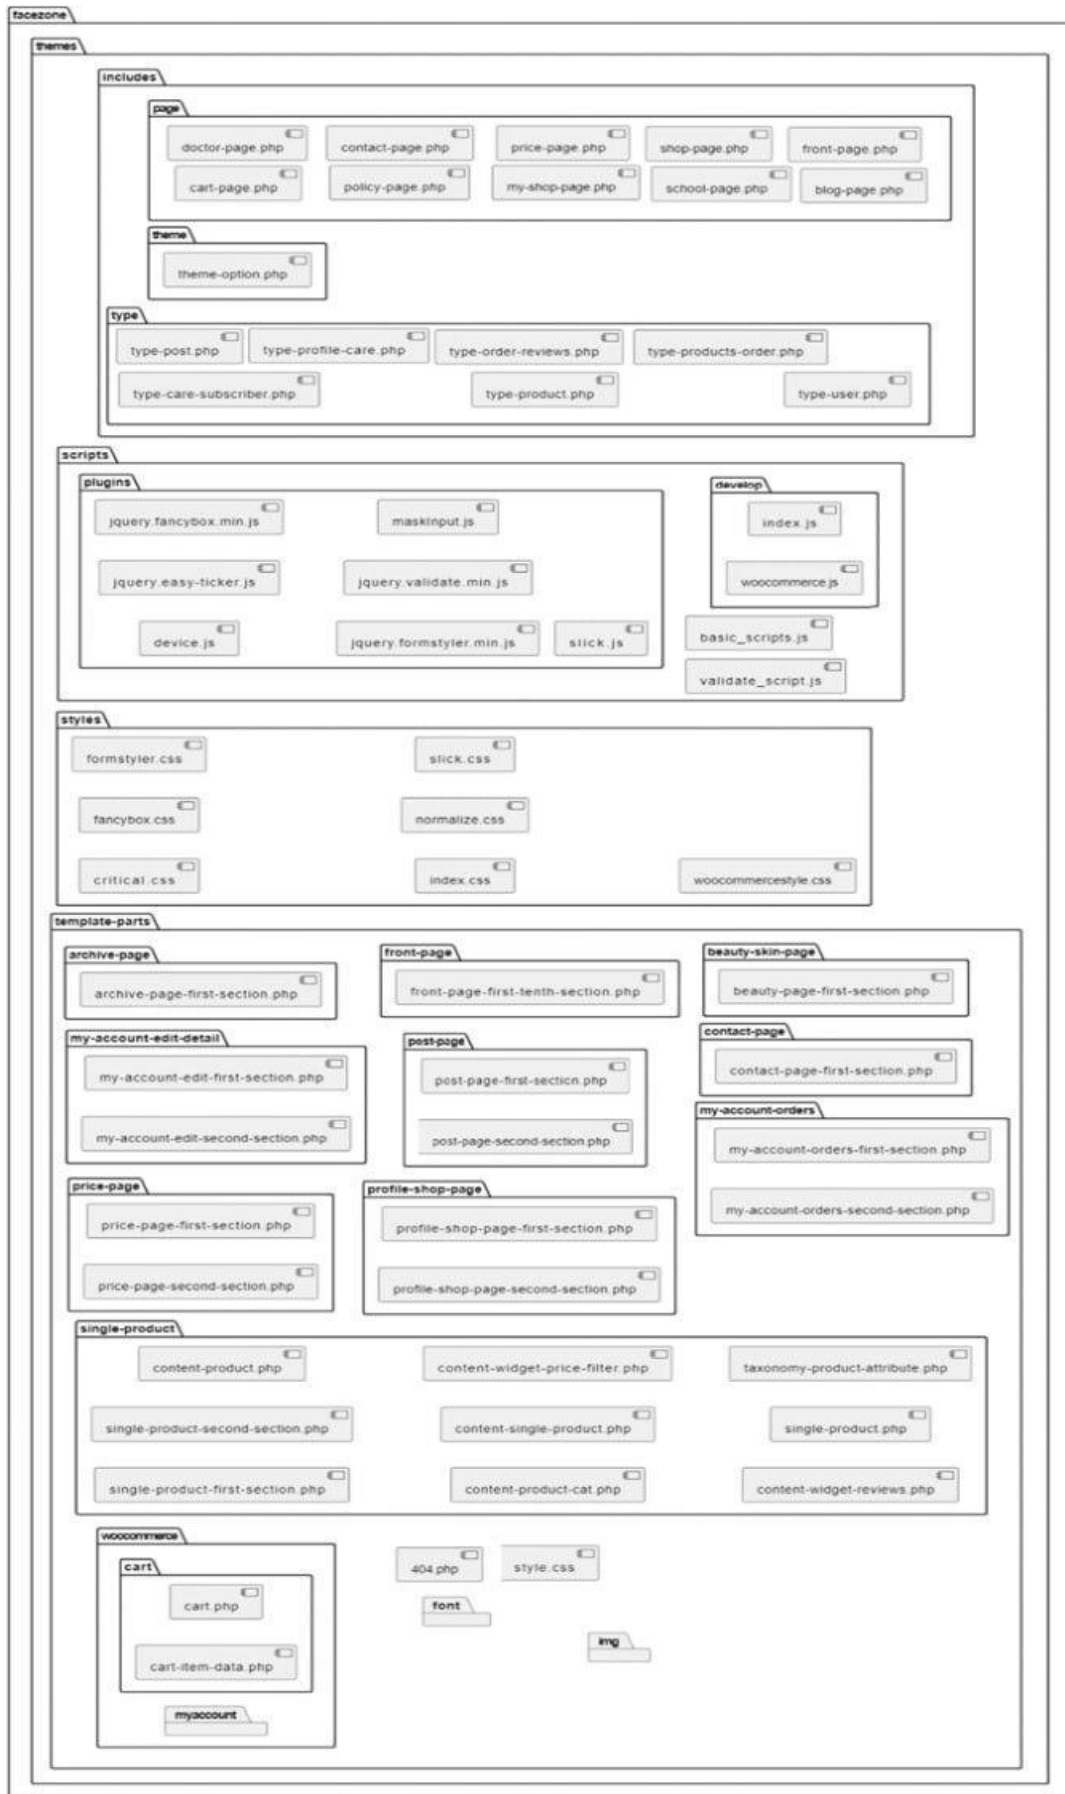 facezone
themes
includes
page
doctor-page.php
contact-page.php
price-page.php
shop-page.php
front-page.php
cart-page.php
policy-page.php
my-shop-page.php
school-page.php
blog-page.php
theme
theme-option.php
type
type-post.php
type-profile-care.php
type-order-reviews.php
type-products-order.php
type-care-subscriber.php
type-product.php
type-user.php
scripts
plugins
jquery.fancybox.min.js
maskinput.js
jquery.easy-ticker.js
jquery.validate.min.js
device.js
jquery.formstyler.min.js
slick.js
develop
index.js
woocommerce.js
basic_scripts.js
validate_script.js
styles
formstyler.css
slick.css
fancybox.css
normalize.css
critical.css
index.css
woocommercestyle.css
template-parts
archive-page
archive-page-first-section.php
front-page
front-page-first-tenth-section.php
beauty-skin-page
beauty-page-first-section.php
my-account-edit-detail
my-account-edit-first-section.php
my-account-edit-second-section.php
post-page
post-page-first-section.php
post-page-second-section.php
contact-page
contact-page-first-section.php
my-account-orders
my-account-orders-first-section.php
my-account-orders-second-section.php
price-page
price-page-first-section.php
price-page-second-section.php
profile-shop-page
profile-shop-page-first-section.php
profile-shop-page-second-section.php
single-product
content-product.php
content-widget-price-filter.php
taxonomy-product-attribute.php
single-product-second-section.php
content-single-product.php
single-product.php
single-product-first-section.php
content-product-cat.php
content-widget-reviews.php
woocommerce
cart
cart.php
cart-item-data.php
myaccount
404.php
style.css
font
img